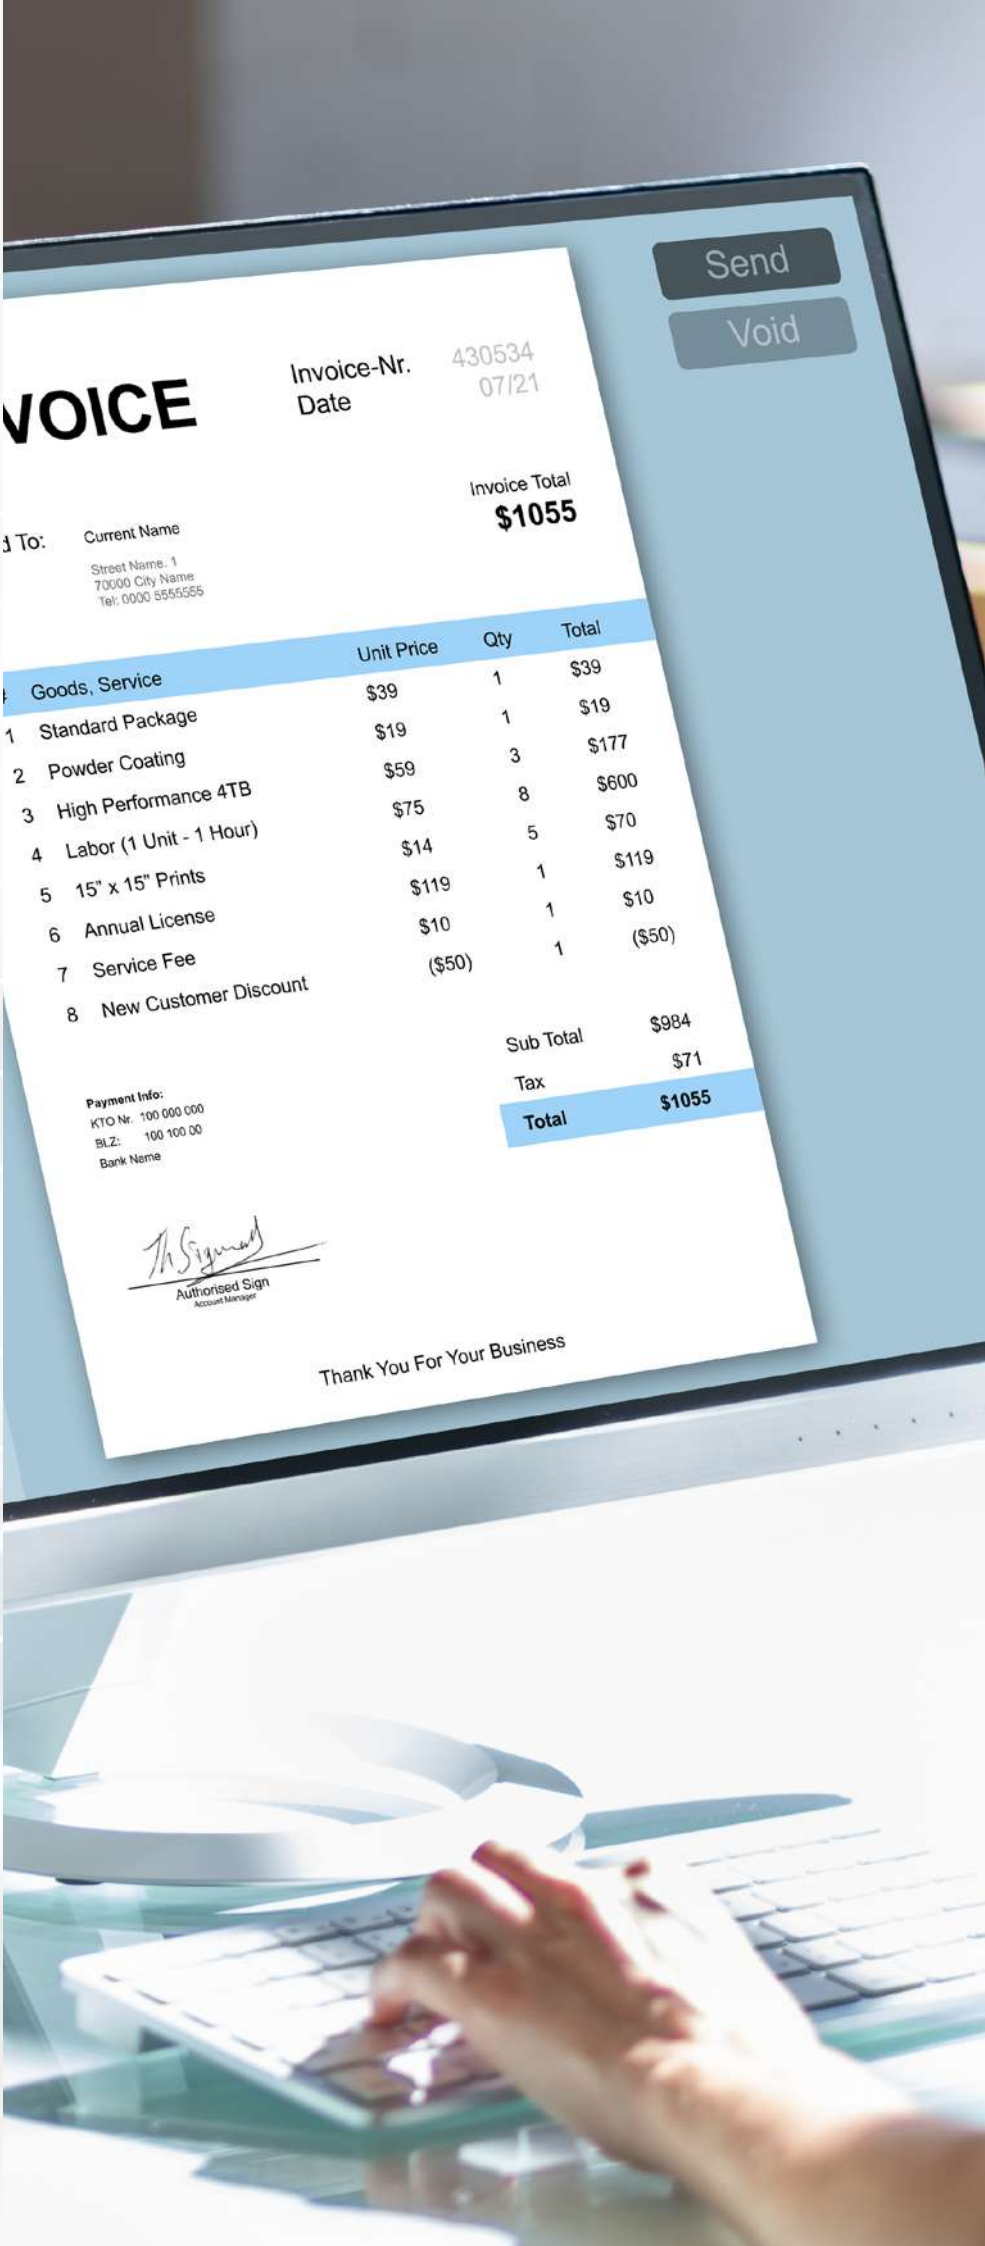 Send
Void
VOICE
Invoice-Nr. 430534
Date 07/21
Invoice Total
$1055
d To: Current Name
Street Name. 1
70000 City Name
Tel: 0000 5555555
# Goods, Service Unit Price Qty Total
1 Standard Package $39 1 $39
2 Powder Coating $19 1 $19
3 High Performance 4TB $59 3 $177
4 Labor (1 Unit - 1 Hour) $75 8 $600
5 15" x 15" Prints $14 5 $70
6 Annual License $119 1 $119
7 Service Fee $10 1 $10
8 New Customer Discount ($50) 1 ($50)
Sub Total $984
Tax $71
Total $1055
Payment Info:
KTO Nr. 100 000 000
BLZ: 100 100 00
Bank Name
Authorised Sign
Account Manager
Thank You For Your Business